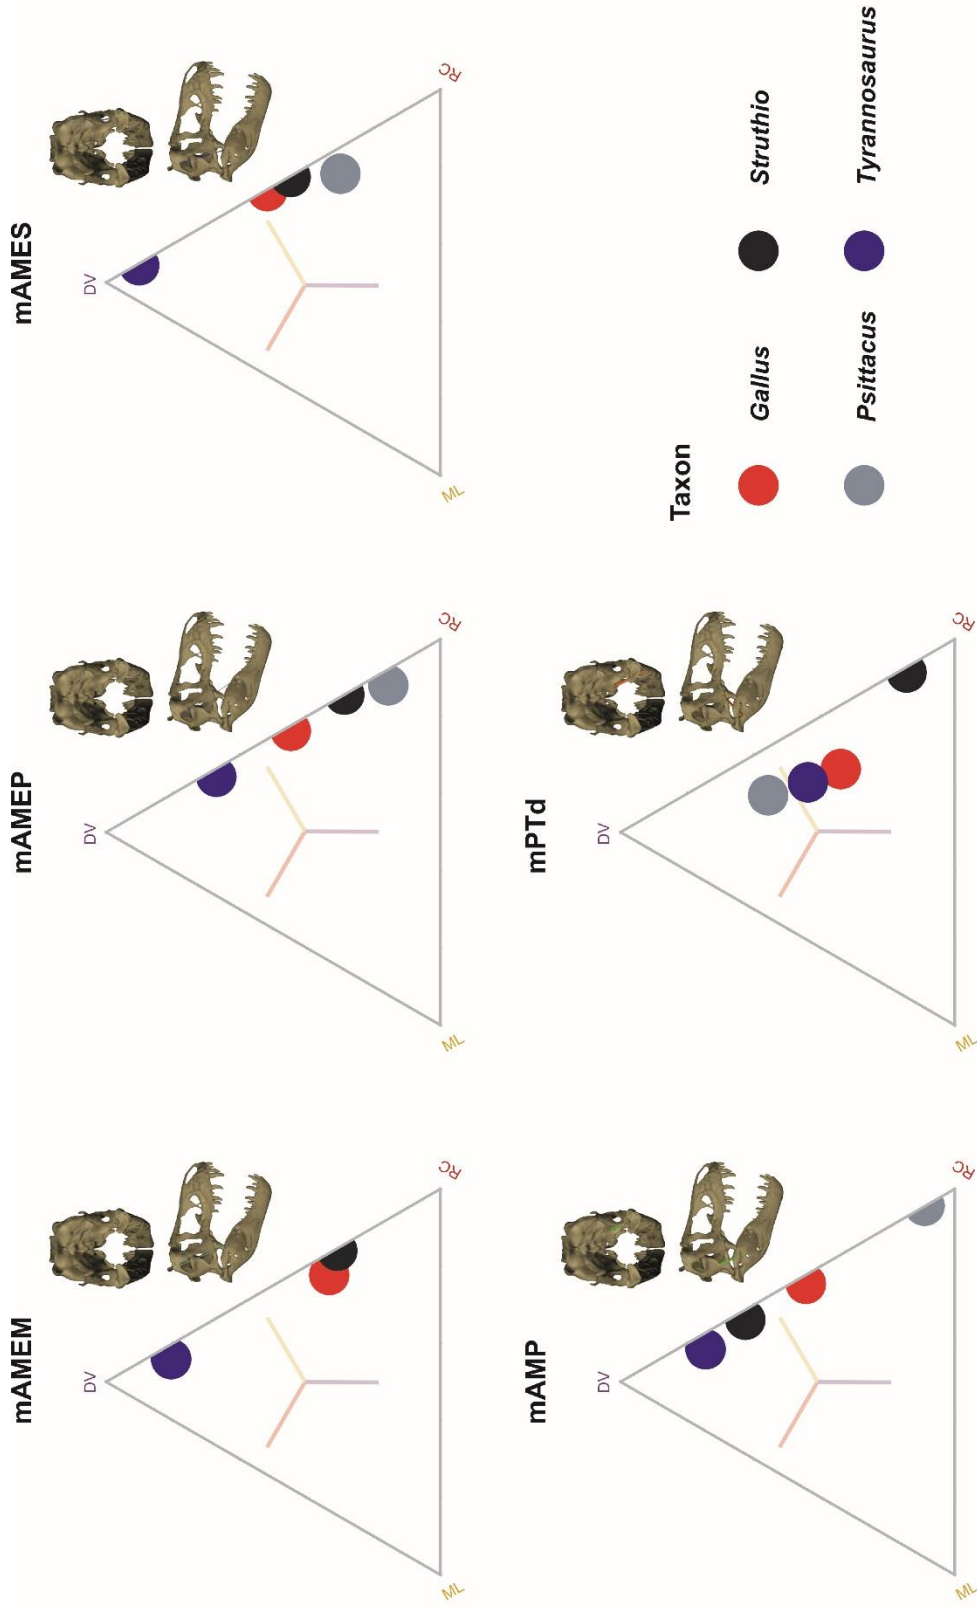 mAMEM
DV
ML
RC
mAMEP
DV
ML
RC
mAMES
DV
ML
RC
mAMP
DV
ML
RC
mPTd
DV
ML
RC
Taxon
Gallus
Struthio
Psittacus
Tyrannosaurus